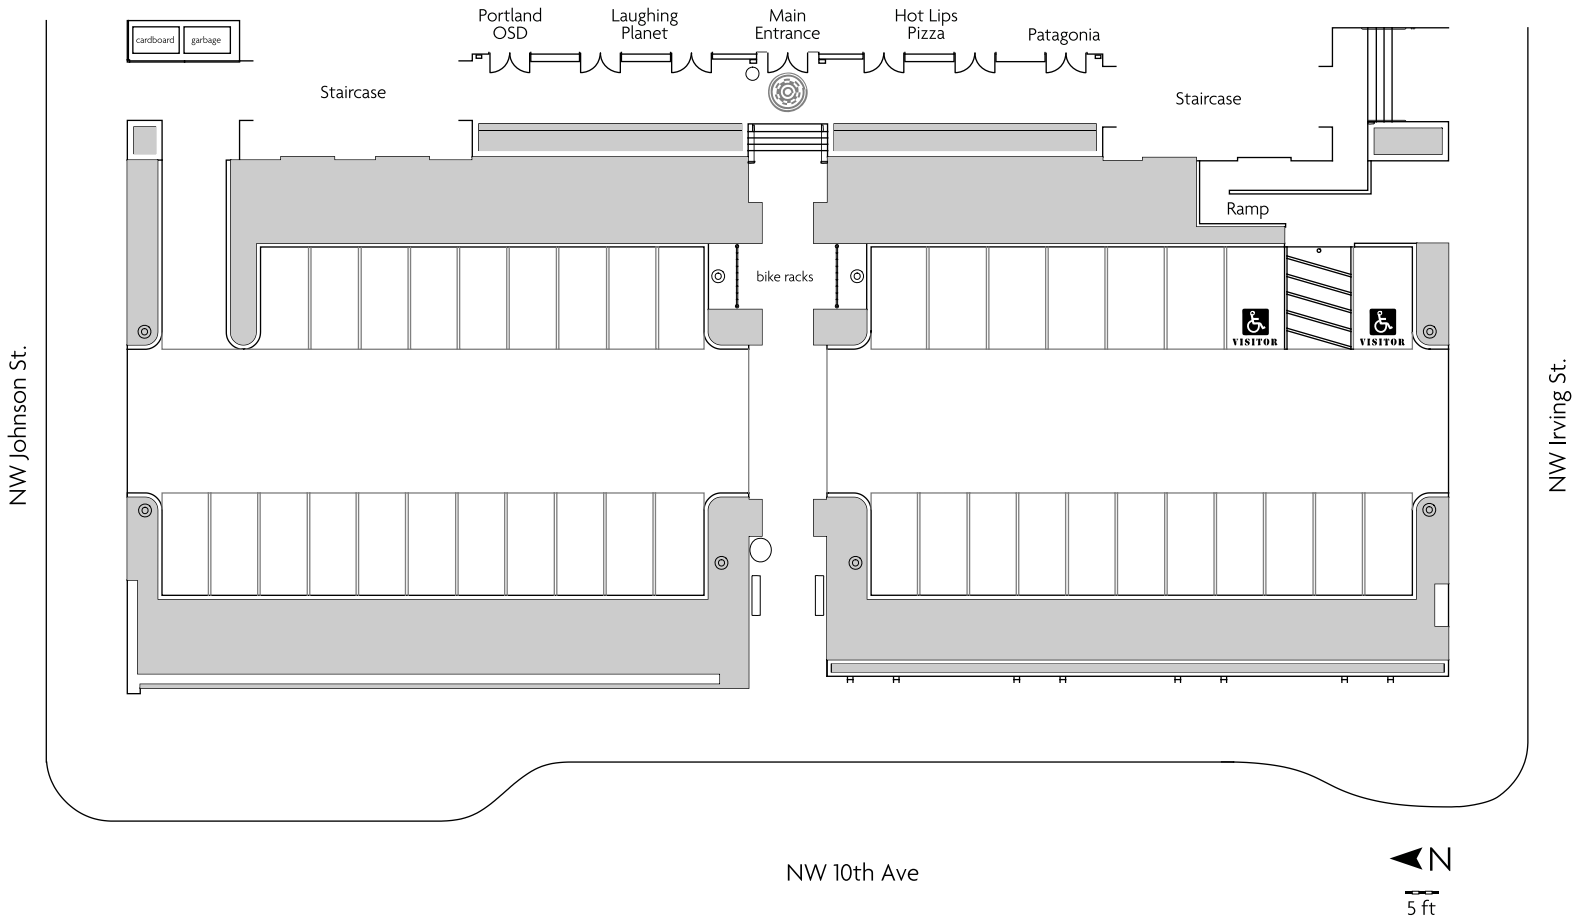 Portland
OSD
Laughing
Planet
Main
Entrance
Hot Lips
Pizza
Patagonia
cardboard
garbage
Staircase
Staircase
Ramp
bike racks
VISITOR
VISITOR
NW Johnson St.
NW Irving St.
NW 10th Ave
N
5 ft